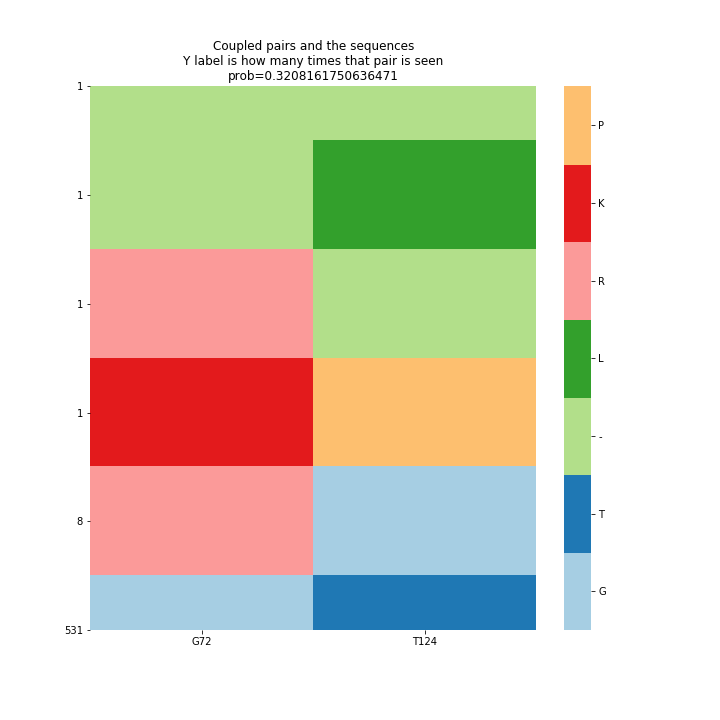 Coupled pairs and the sequences
Y label is how many times that pair is seen
prob=0.3208161750636471
1
1
1
1
8
531
G72
T124
P
K
R
L
-
T
G